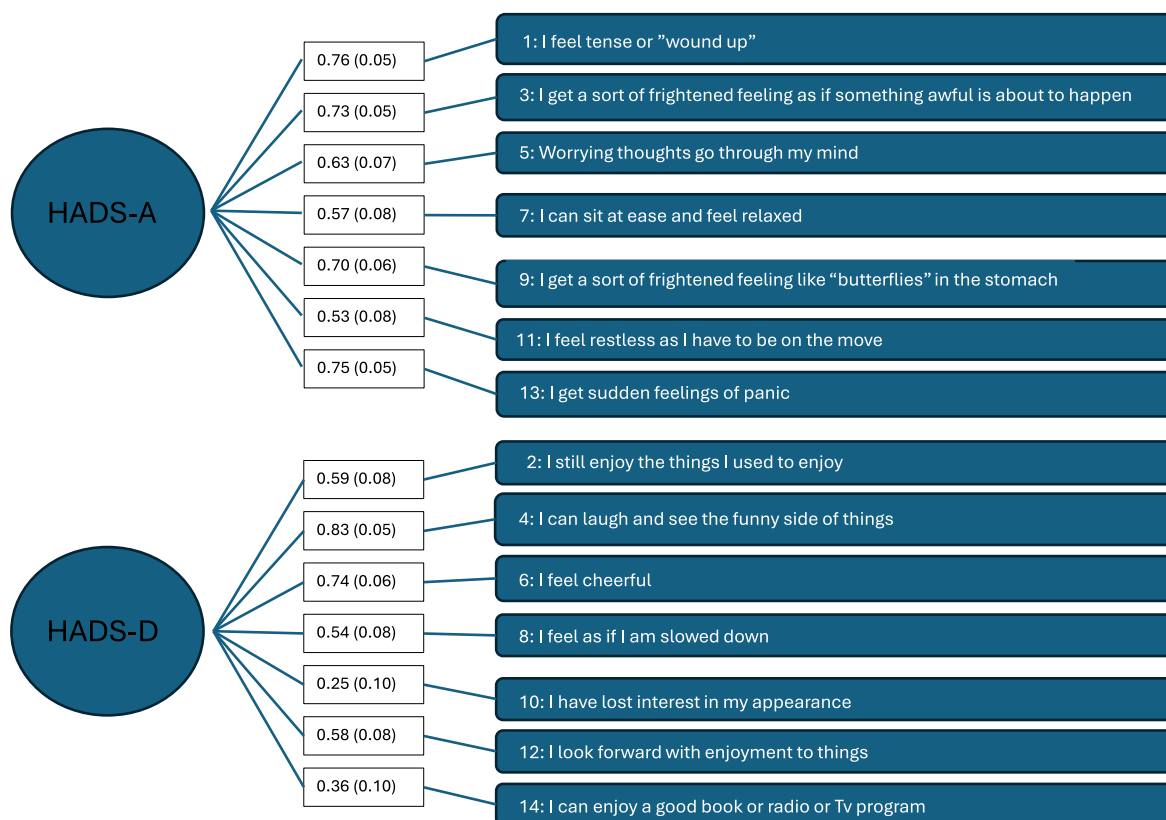 HADS-A
0.76 (0.05)
1: I feel tense or ”wound up”
0.73 (0.05)
3: I get a sort of frightened feeling as if something awful is about to happen
0.63 (0.07)
5: Worrying thoughts go through my mind
0.57 (0.08)
7: I can sit at ease and feel relaxed
0.70 (0.06)
9: I get a sort of frightened feeling like “butterflies” in the stomach
0.53 (0.08)
11: I feel restless as I have to be on the move
0.75 (0.05)
13: I get sudden feelings of panic
HADS-D
0.59 (0.08)
2: I still enjoy the things I used to enjoy
0.83 (0.05)
4: I can laugh and see the funny side of things
0.74 (0.06)
6: I feel cheerful
0.54 (0.08)
8: I feel as if I am slowed down
0.25 (0.10)
10: I have lost interest in my appearance
0.58 (0.08)
12: I look forward with enjoyment to things
0.36 (0.10)
14: I can enjoy a good book or radio or Tv program